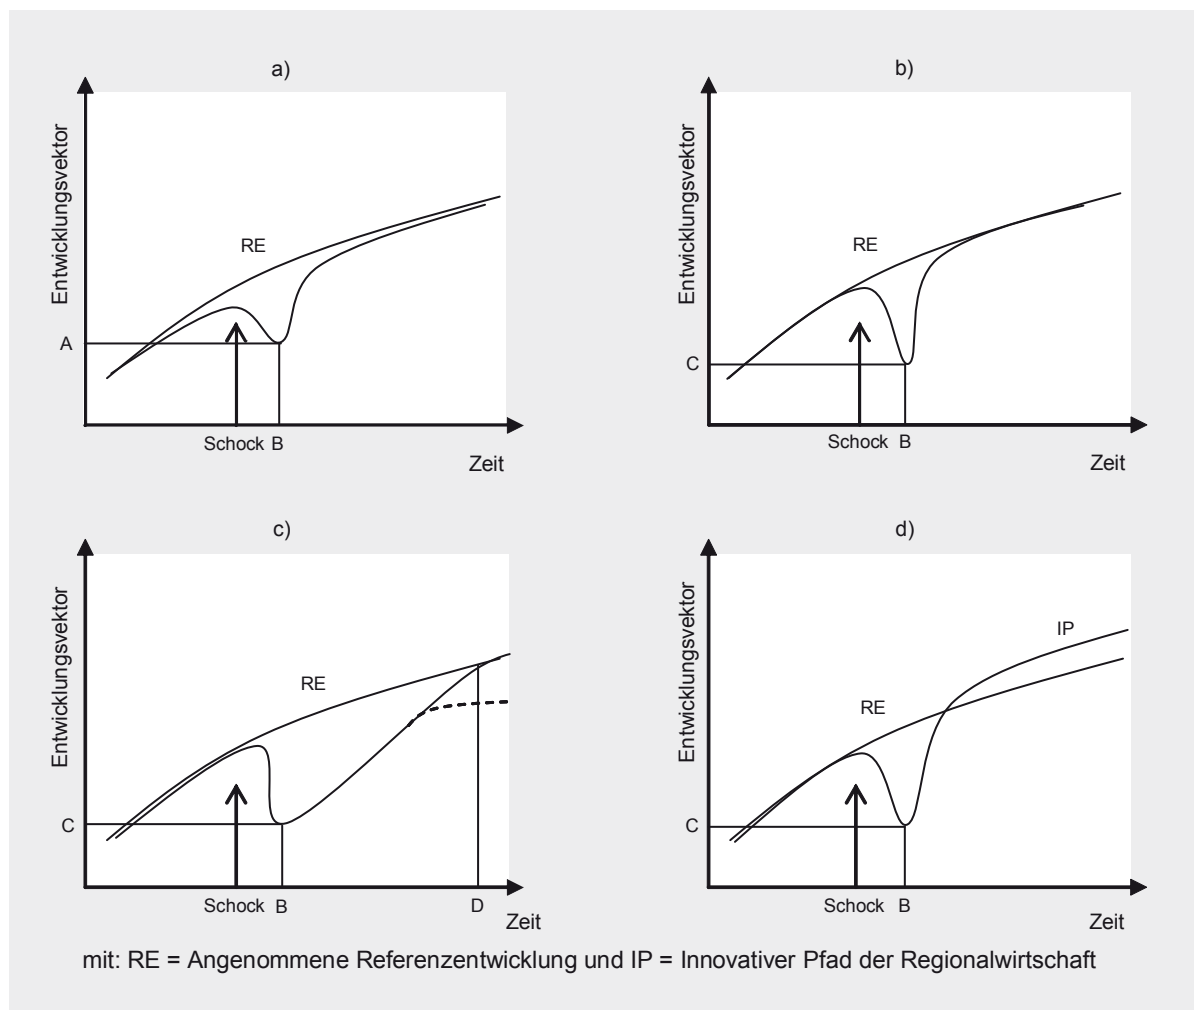 a)
Entwicklungsvektor
RE
A
Schock B
Zeit
b)
Entwicklungsvektor
RE
C
Schock B
Zeit
c)
Entwicklungsvektor
RE
C
Schock B
D
Zeit
d)
Entwicklungsvektor
IP
RE
C
Schock B
Zeit
mit: RE = Angenommene Referenzentwicklung und IP = Innovativer Pfad der Regionalwirtschaft